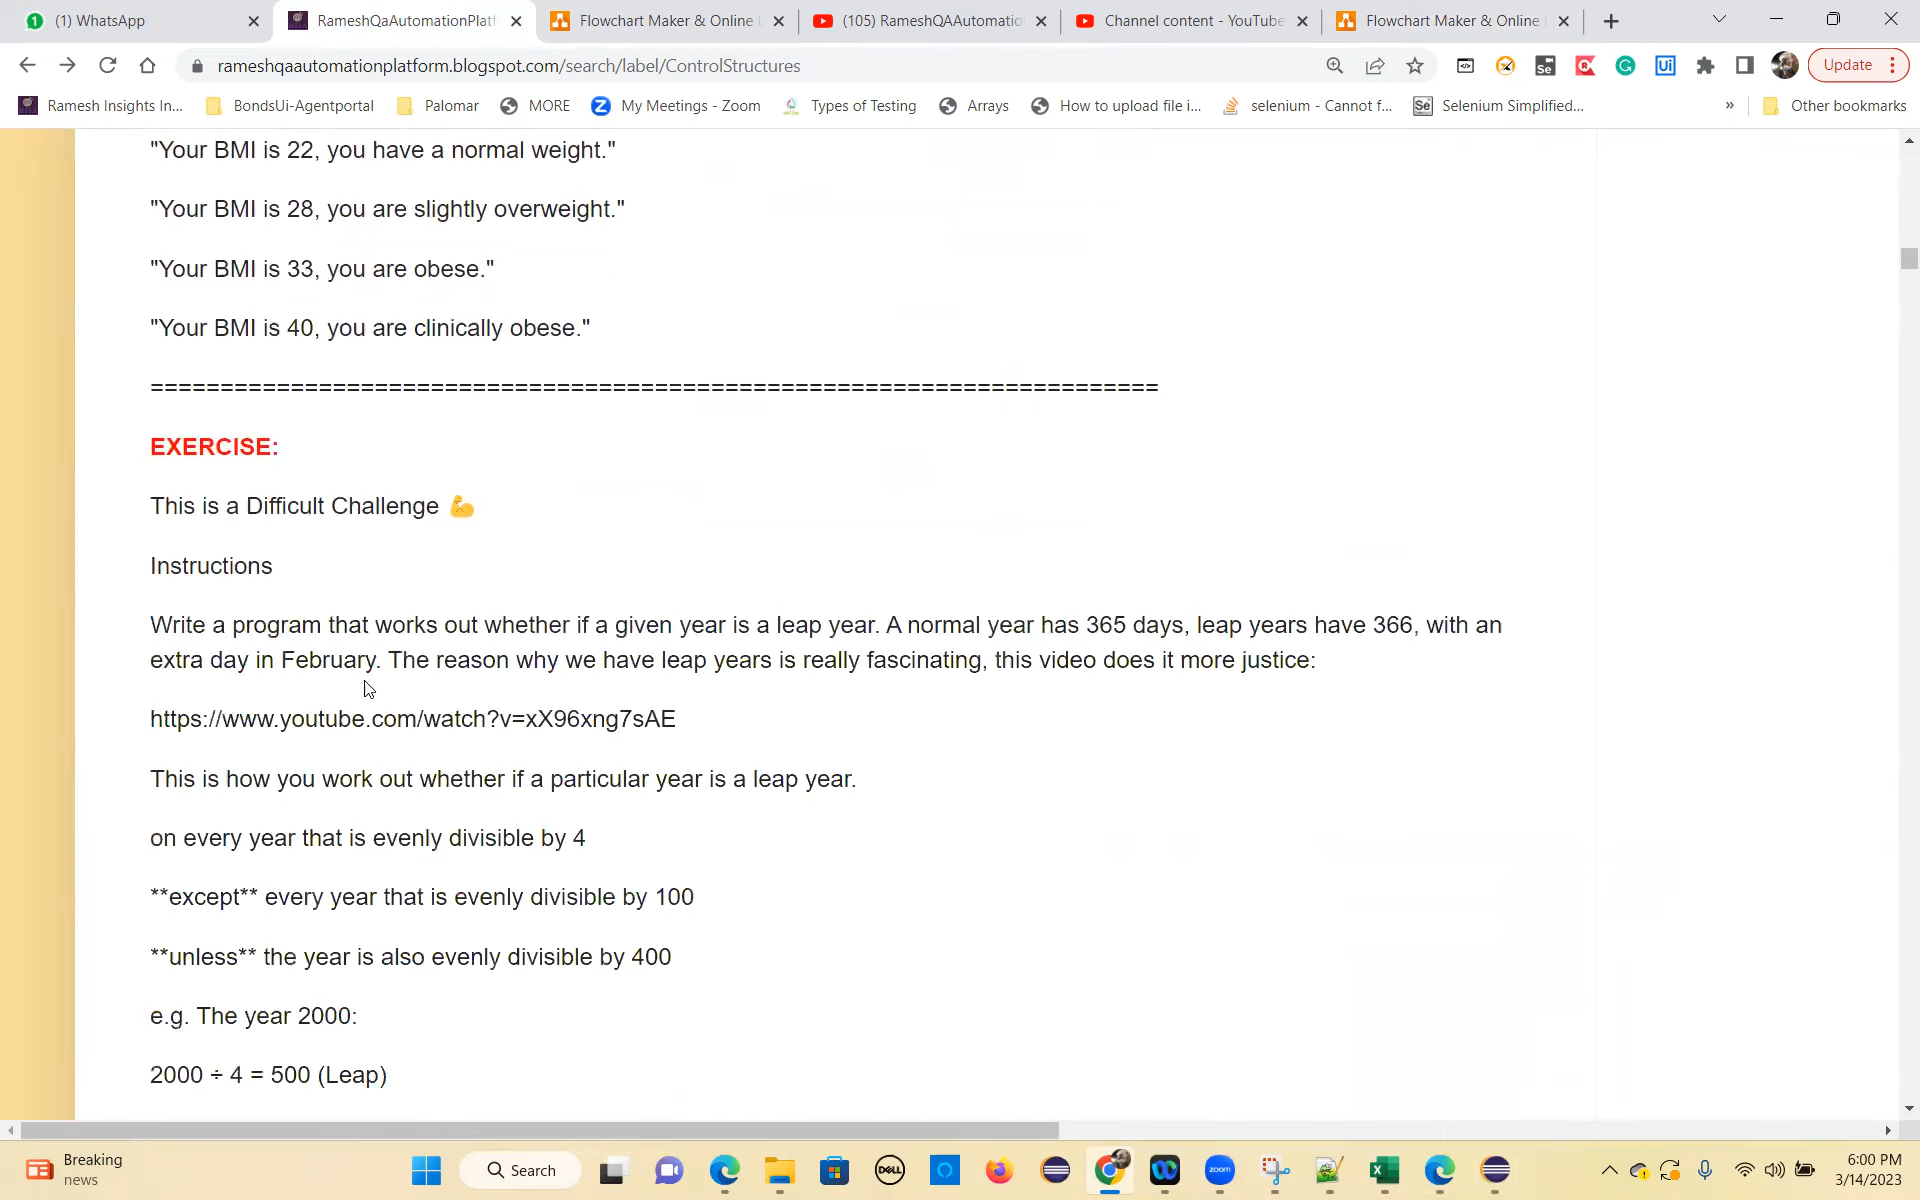 (1) WhatsApp
RameshQaAutomationPlat
Flowchart Maker & Online
(105) RameshQAAutomatio
Channel content - YouTube
Flowchart Maker & Online
rameshqaautomationplatform.blogspot.com/search/label/ControlStructures
Update
Ramesh Insights In...
BondsUi-Agentportal
Palomar
MORE
My Meetings - Zoom
Types of Testing
Arrays
How to upload file i...
selenium - Cannot f...
Selenium Simplified...
»
Other bookmarks
"Your BMI is 22, you have a normal weight."
"Your BMI is 28, you are slightly overweight."
"Your BMI is 33, you are obese."
"Your BMI is 40, you are clinically obese."
========================================================================
EXERCISE:
This is a Difficult Challenge 💪
Instructions
Write a program that works out whether if a given year is a leap year. A normal year has 365 days, leap years have 366, with an
extra day in February. The reason why we have leap years is really fascinating, this video does it more justice:
https://www.youtube.com/watch?v=xX96xng7sAE
This is how you work out whether if a particular year is a leap year.
on every year that is evenly divisible by 4
**except** every year that is evenly divisible by 100
**unless** the year is also evenly divisible by 400
e.g. The year 2000:
2000 ÷ 4 = 500 (Leap)
Breaking
news
Search
DELL
zoom
6:00 PM
3/14/2023